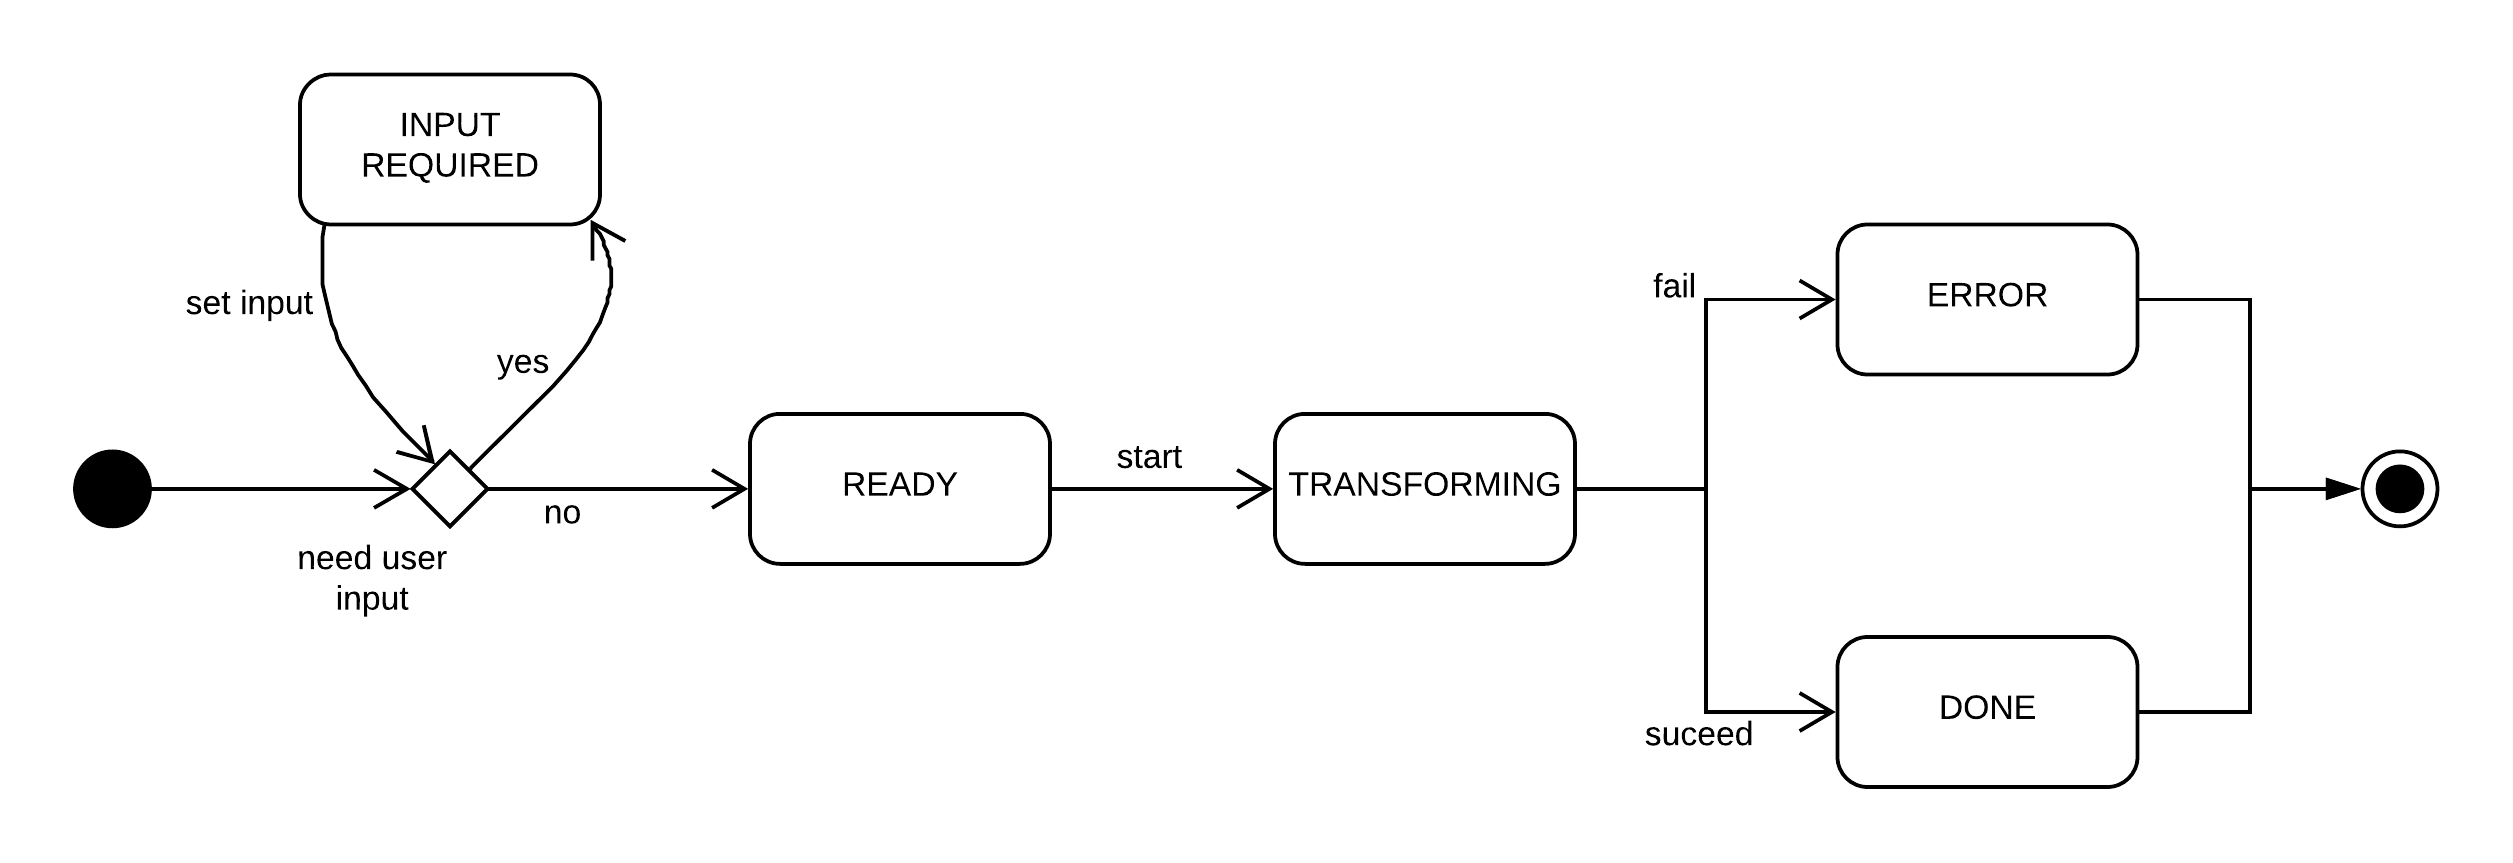 INPUT
REQUIRED
set input
yes
need user
input
no
READY
start
TRANSFORMING
fail
ERROR
suceed
DONE